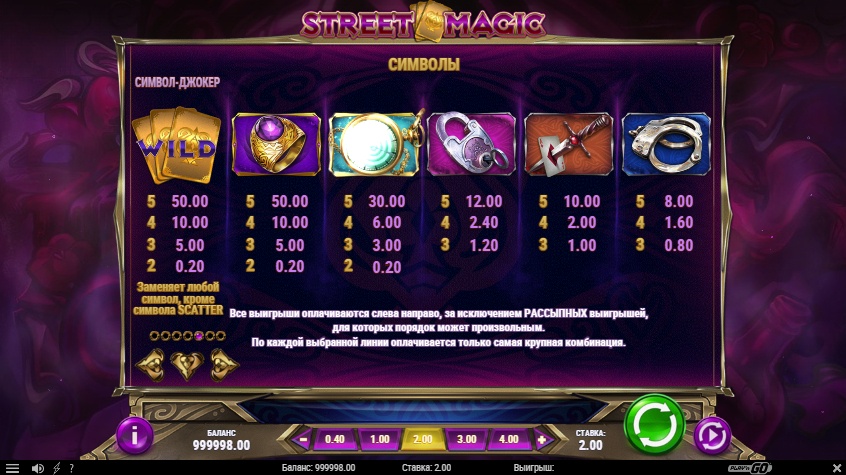 STREET MAGIC
СИМВОЛЫ
СИМВОЛ-ДЖОКЕР
WILD
5 50.00
4 10.00
3 5.00
2 0.20
5 50.00
4 10.00
3 5.00
2 0.20
5 30.00
4 6.00
3 3.00
2 0.20
5 12.00
4 2.40
3 1.20
5 10.00
4 2.00
3 1.00
5 8.00
4 1.60
3 0.80
Заменяет любой
символ, кроме
символа SCATTER
Все выигрыши оплачиваются слева направо, за исключением РАССЫПНЫХ выигрышей,
для которых порядок может произвольным.
По каждой выбранной линии оплачивается только самая крупная комбинация.
i
БАЛАНС
999998.00
- 0.40 1.00 2.00 3.00 4.00 +
СТАВКА:
2.00
? Баланс: 999998.00 Ставка: 2.00 Выигрыш: PLAY'N GO